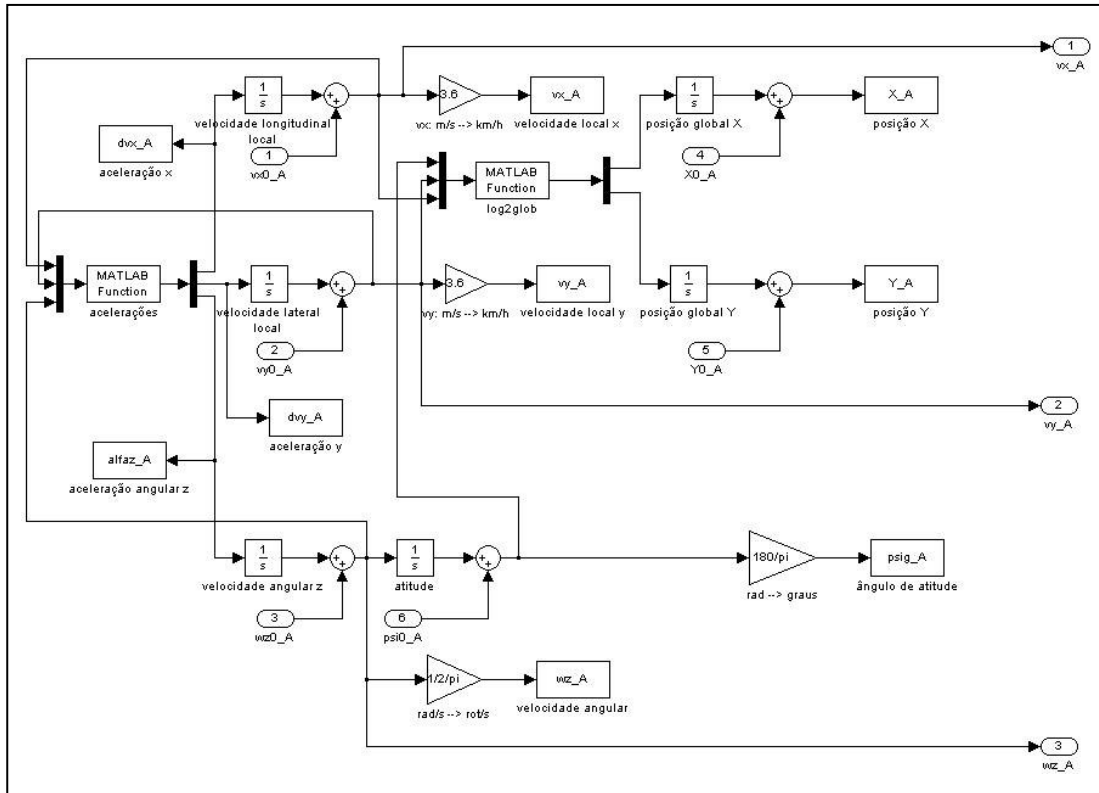 1
vx_A
1
s
velocidade longitudinal
local
3.6
vx: m/s --> km/h
vx_A
velocidade local x
1
s
posição global X
X_A
posição X
dvx_A
aceleração x
1
vx0_A
4
X0_A
MATLAB
Function
log2glob
MATLAB
Function
acelerações
1
s
velocidade lateral
local
3.6
vy: m/s --> km/h
vy_A
velocidade local y
1
s
posição global Y
Y_A
posição Y
2
vy0_A
5
Y0_A
dvy_A
aceleração y
2
vy_A
alfaz_A
aceleração angular z
1
s
velocidade angular z
1
s
atitude
180/pi
rad --> graus
psig_A
ângulo de atitude
3
wz0_A
6
psi0_A
1/2/pi
rad/s --> rot/s
wz_A
velocidade angular
3
wz_A